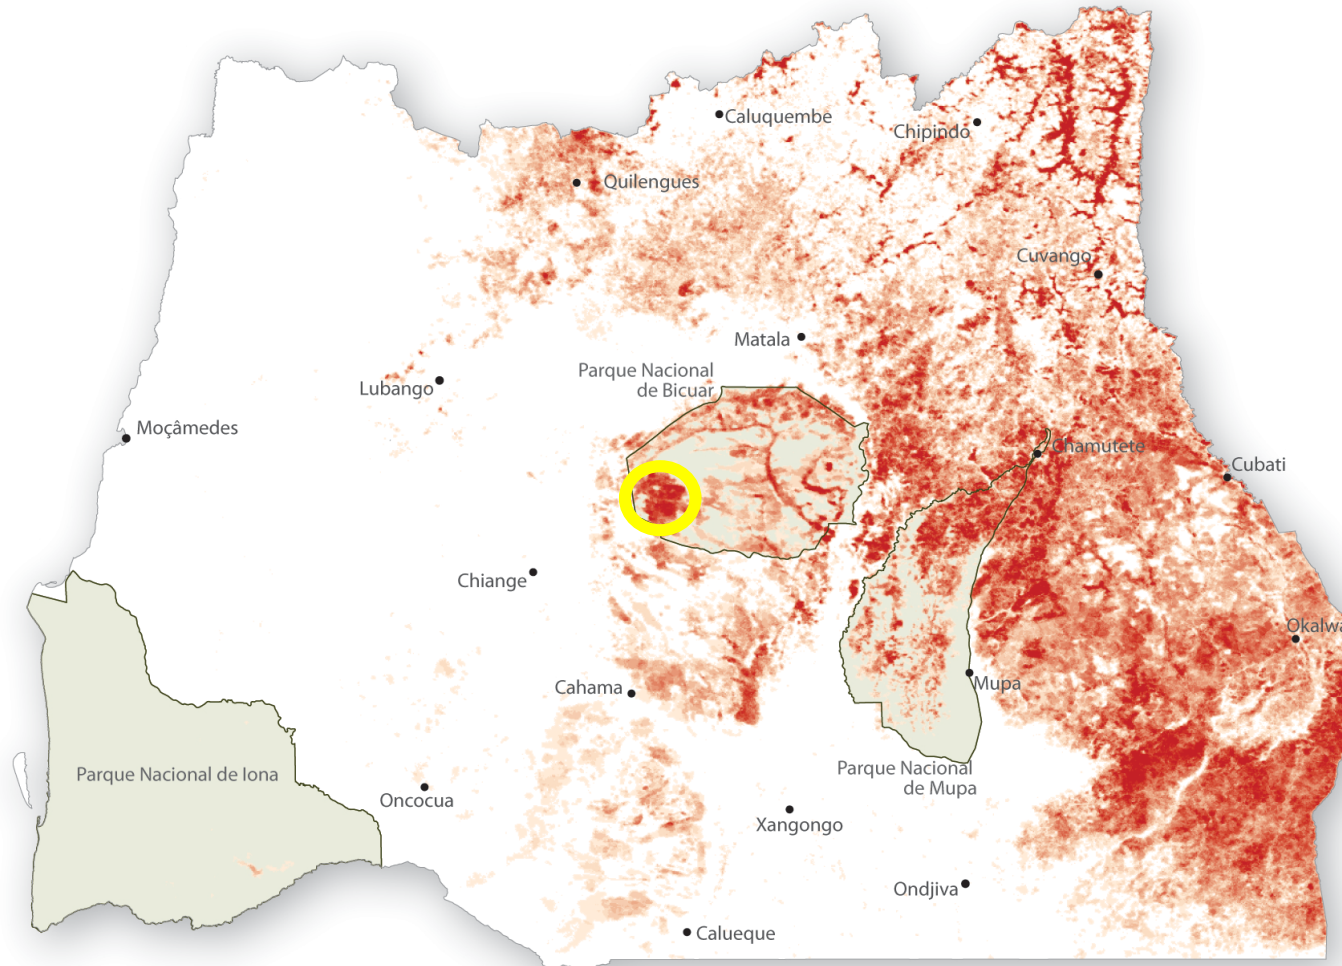 Caluquembe
Chipindo
Quilengues
Cuvango
Matala
Parque Nacional
de Bicuar
Lubango
Moçâmedes
Chamutete
Cubati
Chiange
Okalwa
Cahama
Mupa
Parque Nacional de Iona
Parque Nacional
de Mupa
Oncocua
Xangongo
Ondjiva
Calueque